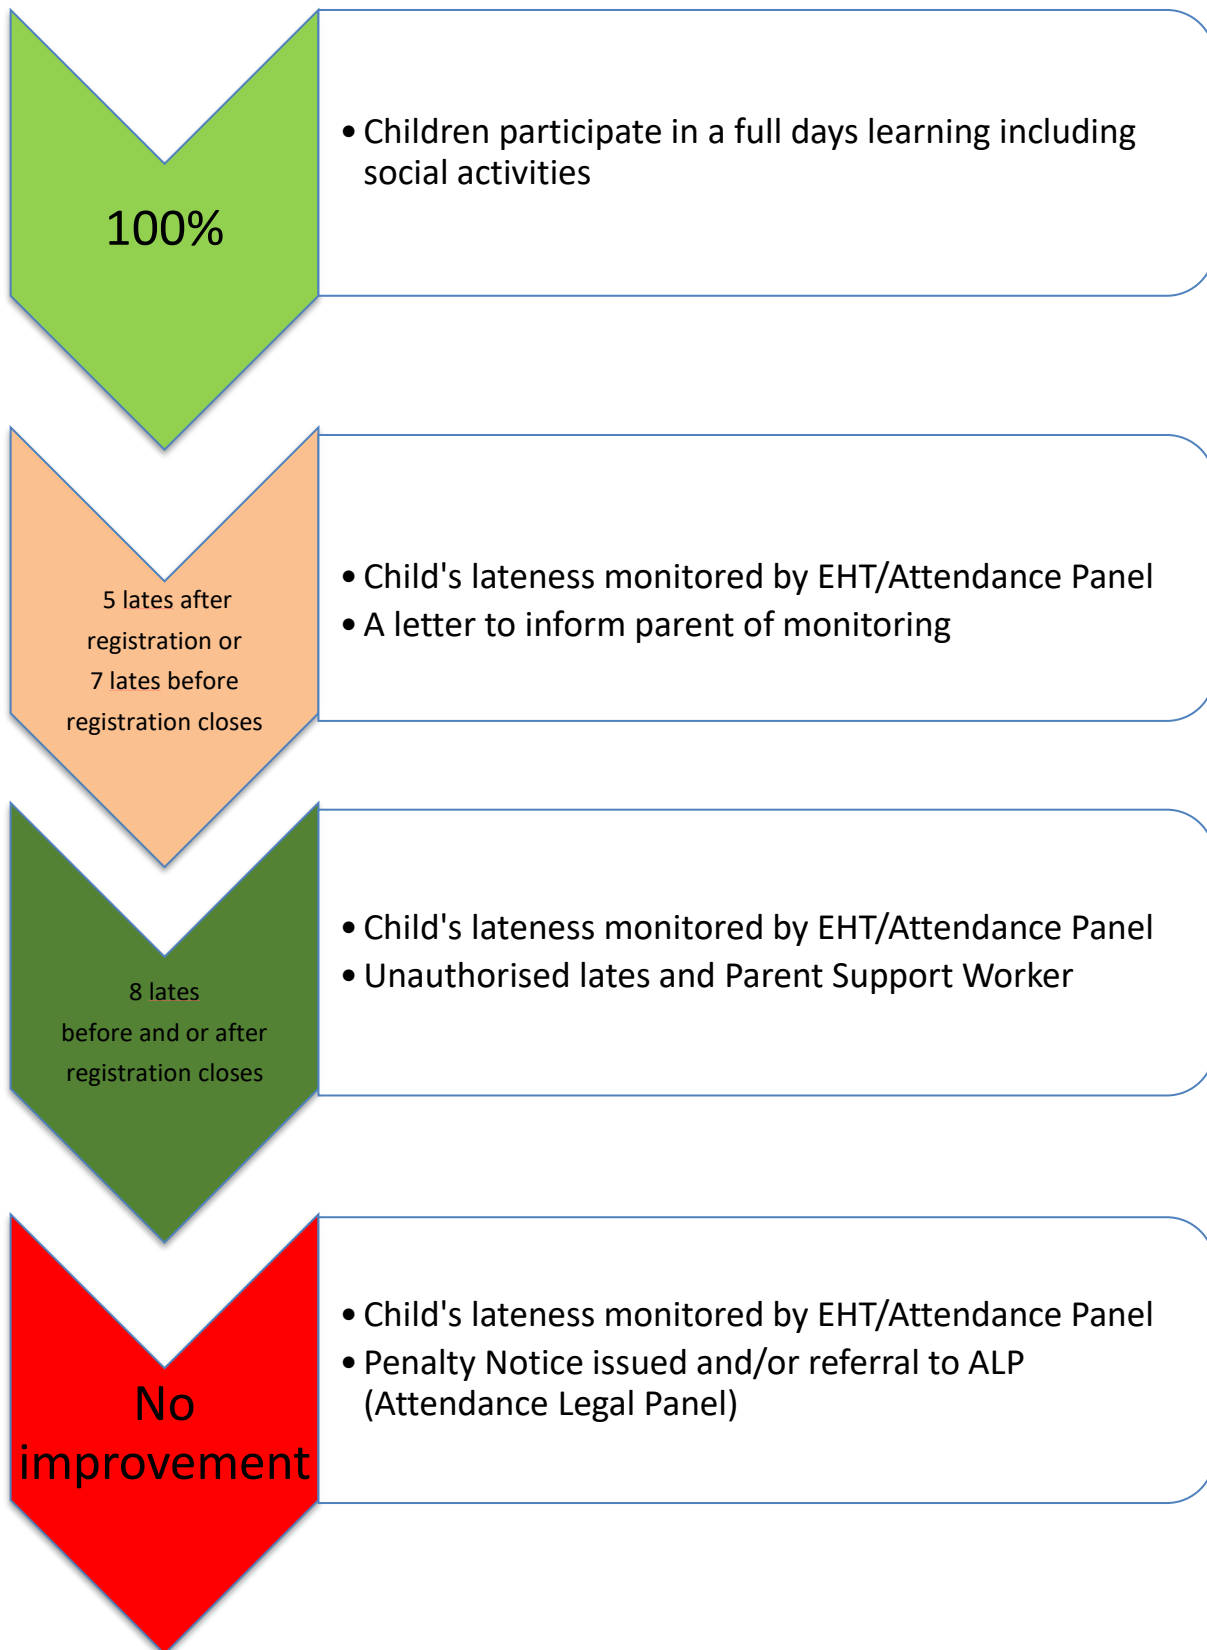 100%
• Children participate in a full days learning including
social activities
5 lates after
registration or
7 lates before
registration closes
• Child's lateness monitored by EHT/Attendance Panel
• A letter to inform parent of monitoring
8 lates
before and or after
registration closes
• Child's lateness monitored by EHT/Attendance Panel
• Unauthorised lates and Parent Support Worker
No
improvement
• Child's lateness monitored by EHT/Attendance Panel
• Penalty Notice issued and/or referral to ALP
(Attendance Legal Panel)